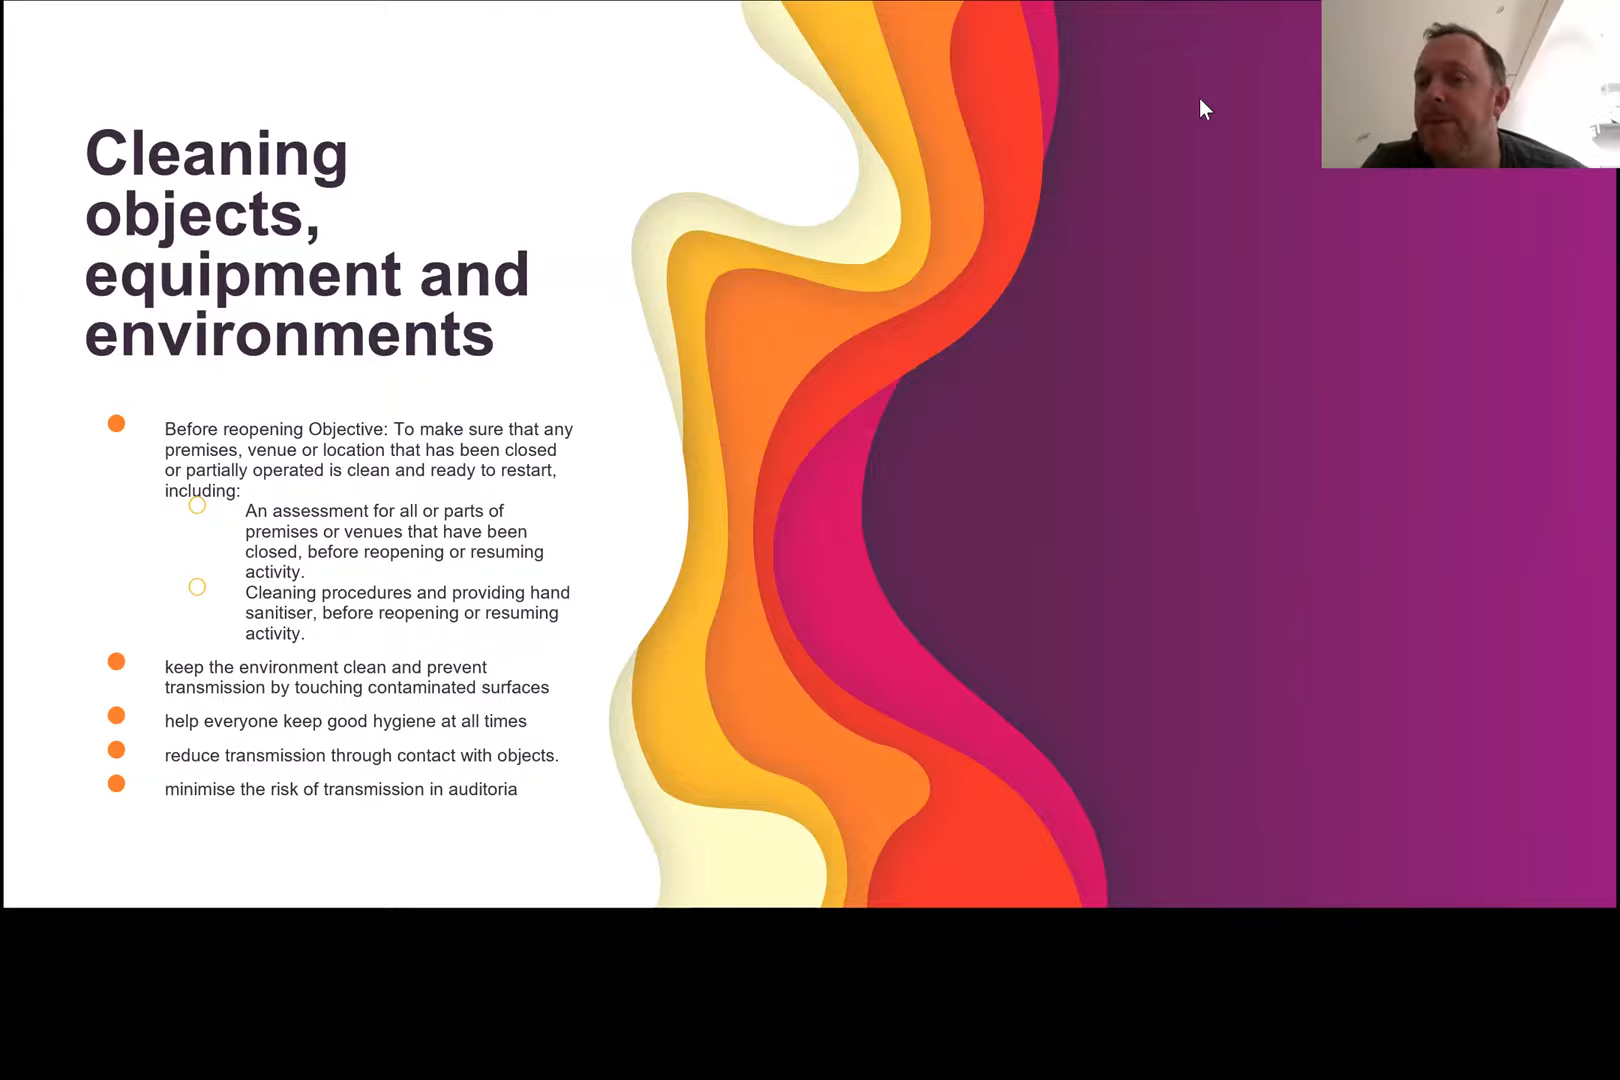 Cleaning
objects,
equipment and
environments
Before reopening Objective: To make sure that any
premises, venue or location that has been closed
or partially operated is clean and ready to restart,
including:
An assessment for all or parts of
premises or venues that have been
closed, before reopening or resuming
activity.
Cleaning procedures and providing hand
sanitiser, before reopening or resuming
activity.
keep the environment clean and prevent
transmission by touching contaminated surfaces
help everyone keep good hygiene at all times
reduce transmission through contact with objects.
minimise the risk of transmission in auditoria